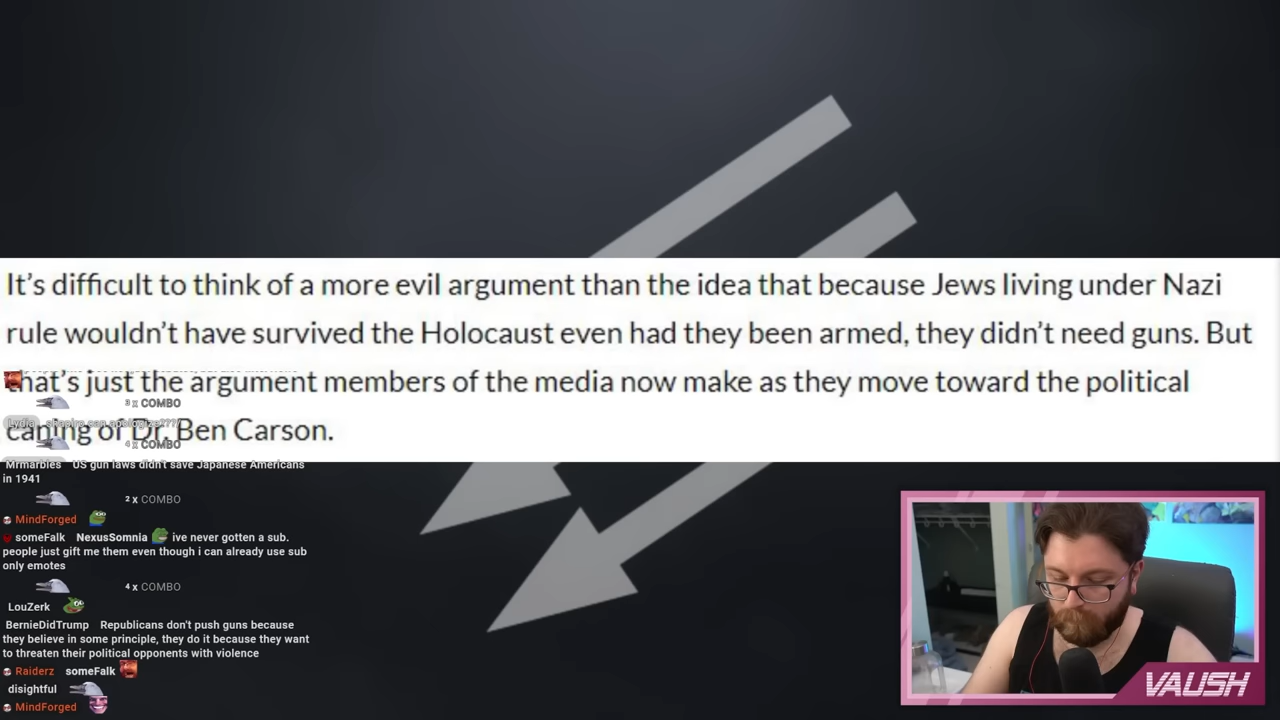 It's difficult to think of a more evil argument than the idea that because Jews living under Nazi
rule wouldn't have survived the Holocaust even had they been armed, they didn't need guns. But
that's just the argument members of the media now make as they move toward the political
caning of Dr. Ben Carson.
3 x COMBO
Lydia shapiro can apologize???
4 x COMBO
Mrmarbles US gun laws didn't save Japanese Americans
in 1941
2 x COMBO
MindForged
someFalk NexusSomnia ive never gotten a sub.
people just gift me them even though i can already use sub
only emotes
4 x COMBO
LouZerk
BernieDidTrump Republicans don't push guns because
they believe in some principle, they do it because they want
to threaten their political opponents with violence
Raiderz someFalk
disightful
MindForged
VAUSH